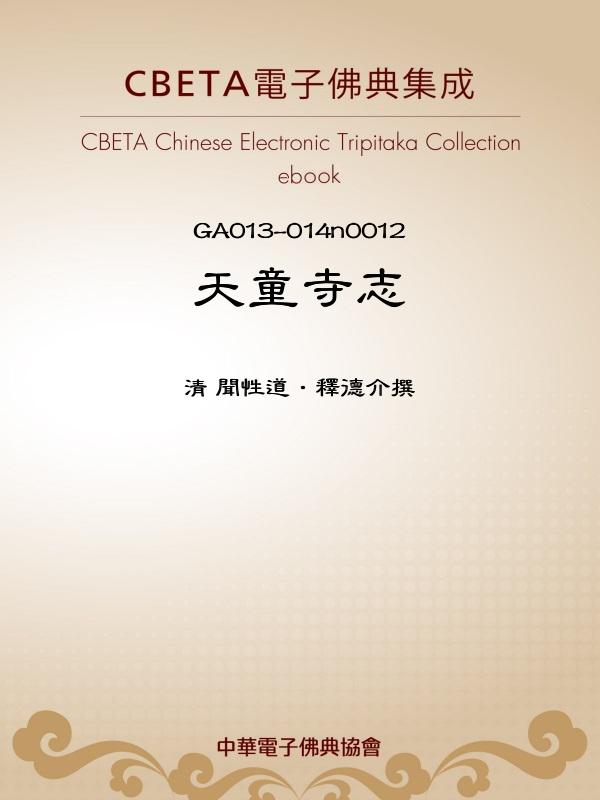 CBETA電子佛典集成
CBETA Chinese Electronic Tripitaka Collection
ebook
GA013-014n0012
天童寺志
清 聞性道．釋德介撰
中華電子佛典協會